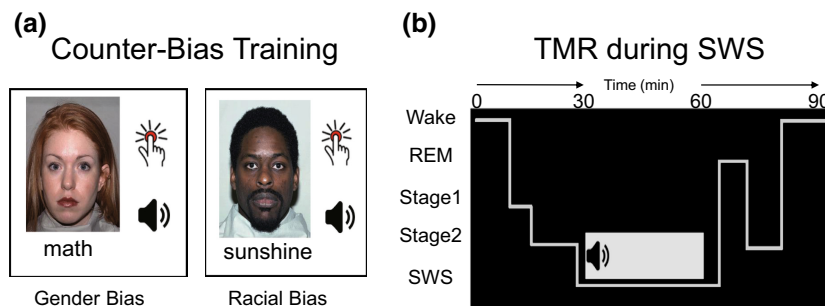 (a)
Counter-Bias Training
math
sunshine
Gender Bias
Racial Bias
(b)
TMR during SWS
Time (min)
0 30 60 90
Wake
REM
Stage1
Stage2
SWS